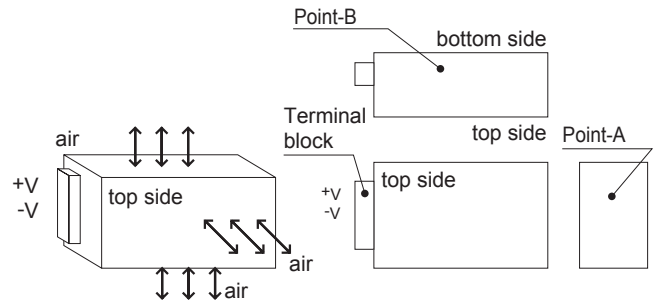 Point-B
bottom side
Terminal
block
top side
Point-A
air
+V
-V
top side
air
air
+V
-V
top side